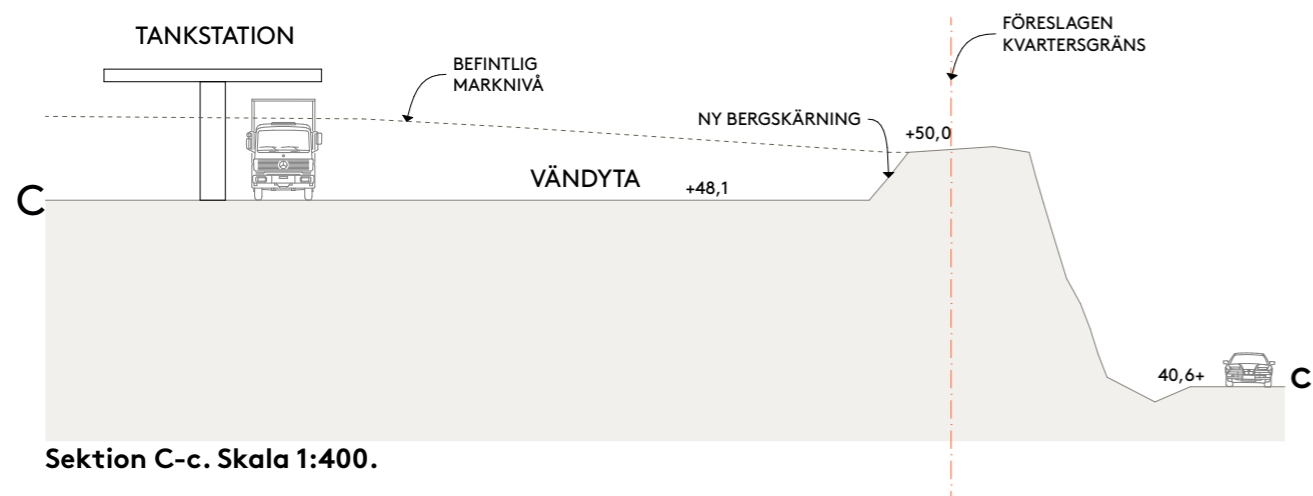 TANKSTATION
BEFINTLIG
MARKNIVÅ
FÖRESLAGEN
KVARTERSGRÄNS
NY BERGSKÄRNING
+50,0
VÄNDYTA
+48,1
C
40,6+
C
Sektion C-c. Skala 1:400.